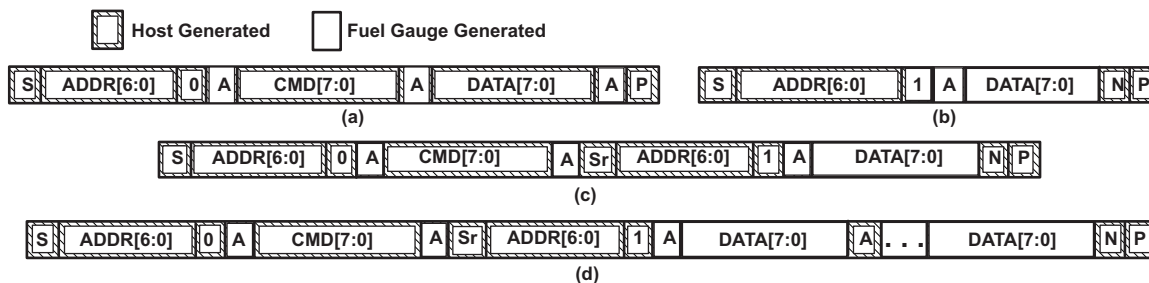 Host Generated Fuel Gauge Generated
S ADDR[6:0] 0 A CMD[7:0] A DATA[7:0] A P S ADDR[6:0] 1 A DATA[7:0] N P
(a) (b)
S ADDR[6:0] 0 A CMD[7:0] A Sr ADDR[6:0] 1 A DATA[7:0] N P
(c)
S ADDR[6:0] 0 A CMD[7:0] A Sr ADDR[6:0] 1 A DATA[7:0] A . . . DATA[7:0] N P
(d)